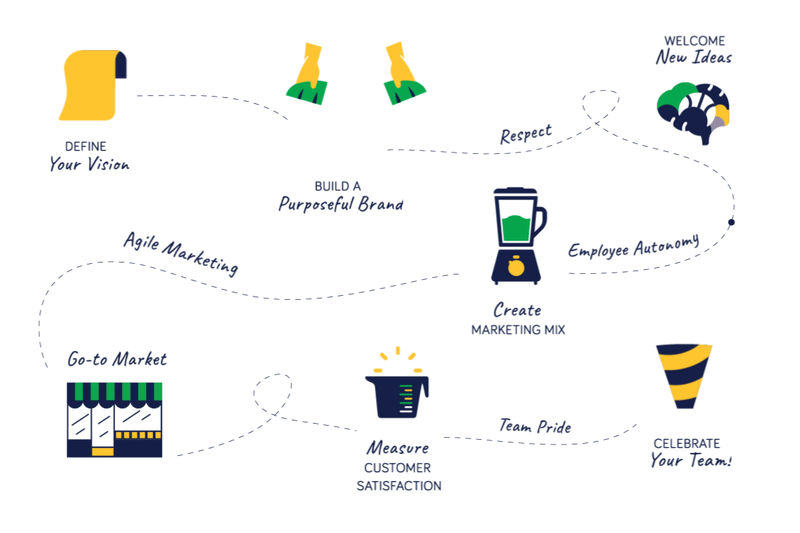 DEFINE
Your Vision
BUILD A
Purposeful Brand
Respect
WELCOME
New Ideas
Employee Autonomy
Create
MARKETING MIX
Agile Marketing
Go-to Market
Measure
CUSTOMER
SATISFACTION
Team Pride
CELEBRATE
Your Team!